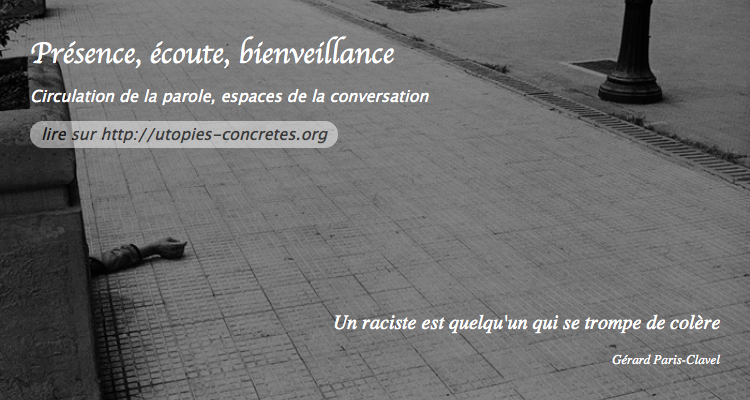 Présence, écoute, bienveillance
Circulation de la parole, espaces de la conversation
lire sur http://utopies-concretes.org
Un raciste est quelqu'un qui se trompe de colère
Gérard Paris-Clavel